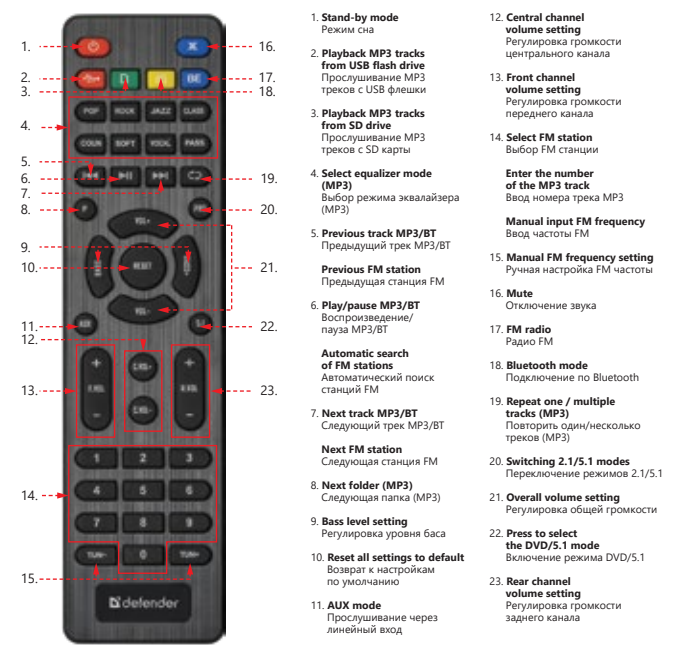 1.
2.
3.
4.
5.
6.
7.
8.
9.
10.
11.
12.
13.
14.
15.
16.
17.
18.
19.
20.
21.
22.
23.
BE
POP ROCK JAZZ CLASS
COUN SOFT VOCAL PASS
VOL+
RESET
VOL-
AUX
+
+
-
-
1 2 3
4 5 6
7 8 9
TUN- 0 TUN+
defender
1. Stand-by mode
Режим сна
2. Playback MP3 tracks
from USB flash drive
Прослушивание MP3
треков с USB флешки
3. Playback MP3 tracks
from SD drive
Прослушивание MP3
треков с SD карты
4. Select equalizer mode
(MP3)
Выбор режима эквалайзера
(MP3)
5. Previous track MP3/BT
Предыдущий трек MP3/BT
Previous FM station
Предыдущая станция FM
6. Play/pause MP3/BT
Воспроизведение/
пауза MP3/BT
Automatic search
of FM stations
Автоматический поиск
станций FM
7. Next track MP3/BT
Следующий трек MP3/BT
Next FM station
Следующая станция FM
8. Next folder (MP3)
Следующая папка (MP3)
9. Bass level setting
Регулировка уровня баса
10. Reset all settings to default
Возврат к настройкам
по умолчанию
11. AUX mode
Прослушивание через
линейный вход
12. Central channel
volume setting
Регулировка громкости
центрального канала
13. Front channel
volume setting
Регулировка громкости
переднего канала
14. Select FM station
Выбор FM станции
Enter the number
of the MP3 track
Ввод номера трека MP3
Manual input FM frequency
Ввод частоты FM
15. Manual FM frequency setting
Ручная настройка FM частоты
16. Mute
Отключение звука
17. FM radio
Радио FM
18. Bluetooth mode
Подключение по Bluetooth
19. Repeat one / multiple
tracks (MP3)
Повторить один/несколько
треков (MP3)
20. Switching 2.1/5.1 modes
Переключение режимов 2.1/5.1
21. Overall volume setting
Регулировка общей громкости
22. Press to select
the DVD/5.1 mode
Включение режима DVD/5.1
23. Rear channel
volume setting
Регулировка громкости
заднего канала